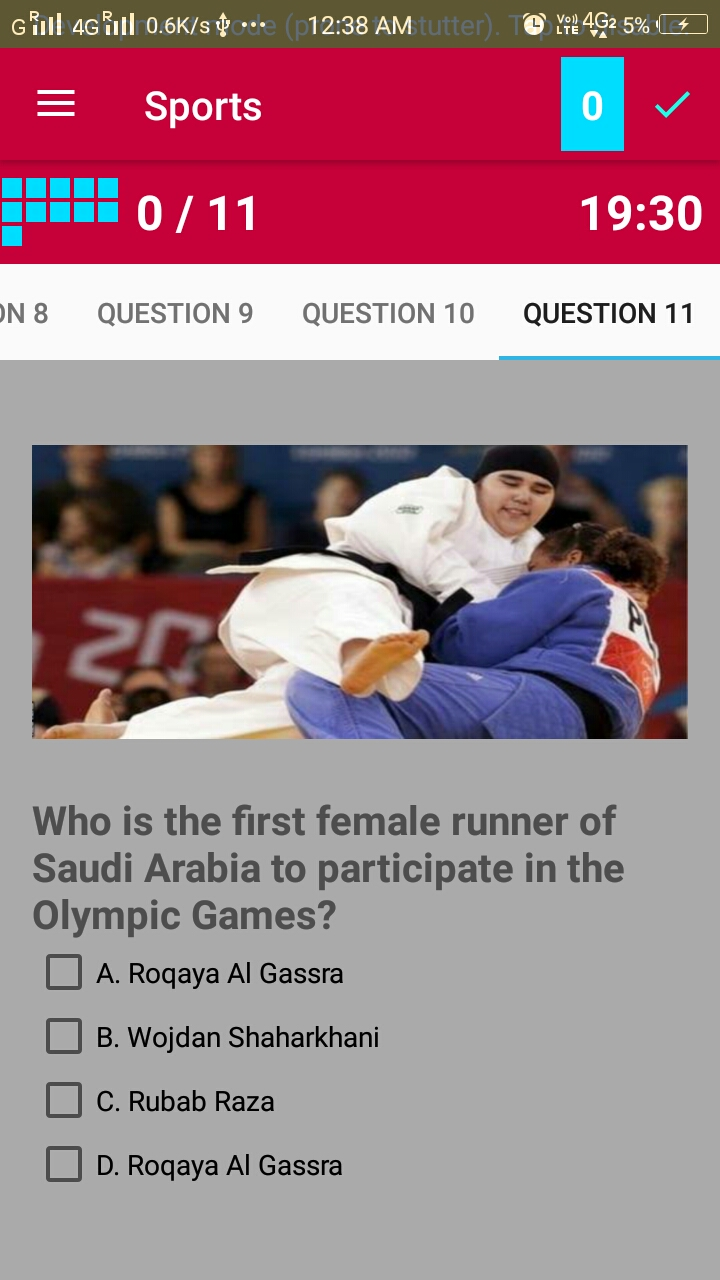 G R 4G R 0.6K/s ... 12:38 AM Vo)) LTE 4G2 5%
Sports
0
0 / 11
19:30
ON 8
QUESTION 9
QUESTION 10
QUESTION 11
20
P
Who is the first female runner of
Saudi Arabia to participate in the
Olympic Games?
A. Roqaya Al Gassra
B. Wojdan Shaharkhani
C. Rubab Raza
D. Roqaya Al Gassra